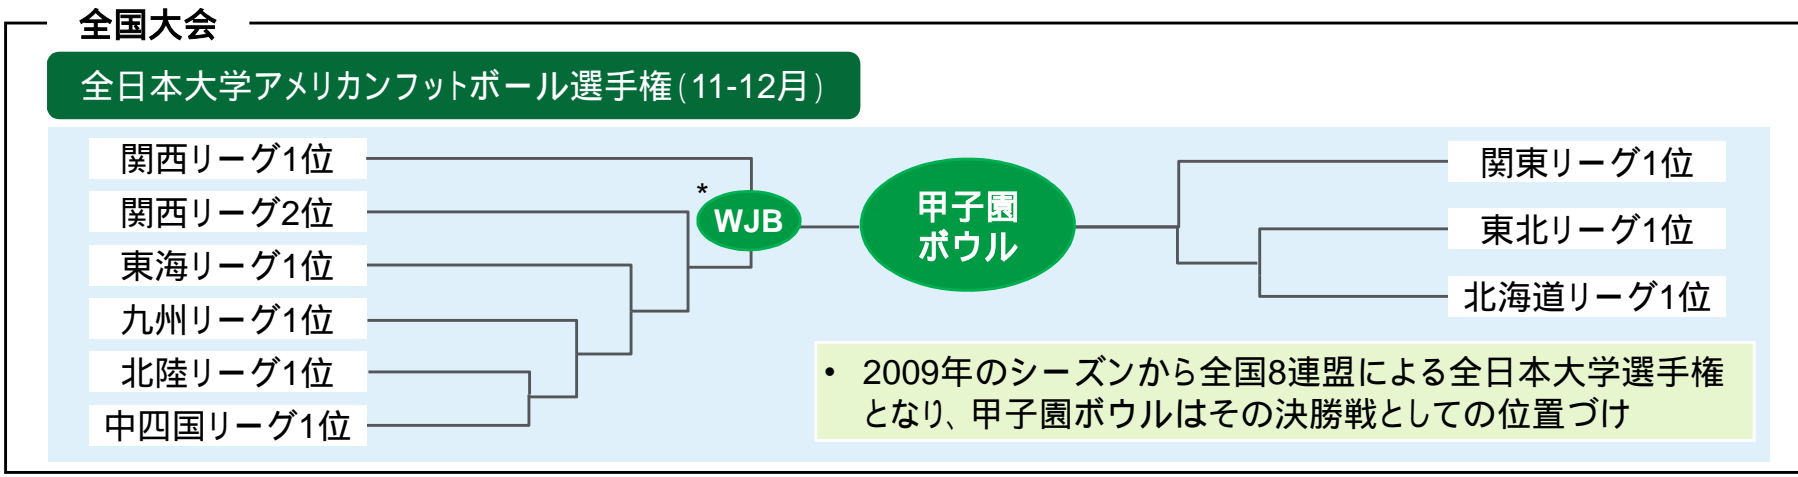 全国大会
全日本大学アメリカンフットボール選手権(11-12月)
関西リーグ1位
関西リーグ2位
東海リーグ1位
九州リーグ1位
北陸リーグ1位
中四国リーグ1位
*
WJB
甲子園
ボウル
関東リーグ1位
東北リーグ1位
北海道リーグ1位
• 2009年のシーズンから全国8連盟による全日本大学選手権
となり、甲子園ボウルはその決勝戦としての位置づけ